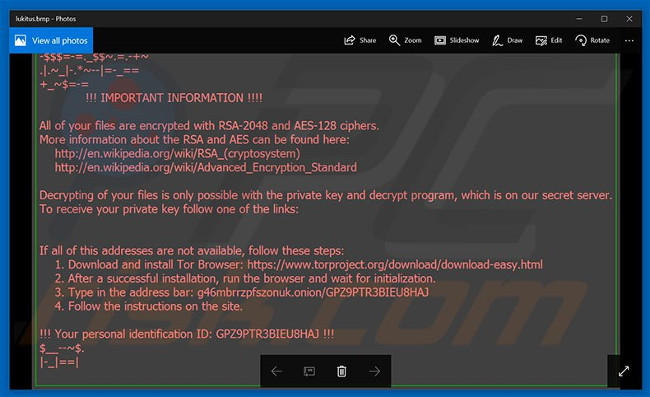 lukitus.bmp - Photos
View all photos
Share Zoom Slideshow Draw Edit Rotate ...
-$$$=-=._$$~.=.-+~
.|.~_|-.*~--|=-_==
+_~$=-=
!!! IMPORTANT INFORMATION !!!!
All of your files are encrypted with RSA-2048 and AES-128 ciphers.
More information about the RSA and AES can be found here:
http://en.wikipedia.org/wiki/RSA_(cryptosystem)
http://en.wikipedia.org/wiki/Advanced_Encryption_Standard
Decrypting of your files is only possible with the private key and decrypt program, which is on our secret server.
To receive your private key follow one of the links:
If all of this addresses are not available, follow these steps:
1. Download and install Tor Browser: https://www.torproject.org/download/download-easy.html
2. After a successful installation, run the browser and wait for initialization.
3. Type in the address bar: g46mbrrzpfszonuk.onion/GPZ9PTR3BIEU8HAJ
4. Follow the instructions on the site.
!!! Your personal identification ID: GPZ9PTR3BIEU8HAJ !!!
$__--~$.
|-_|==|